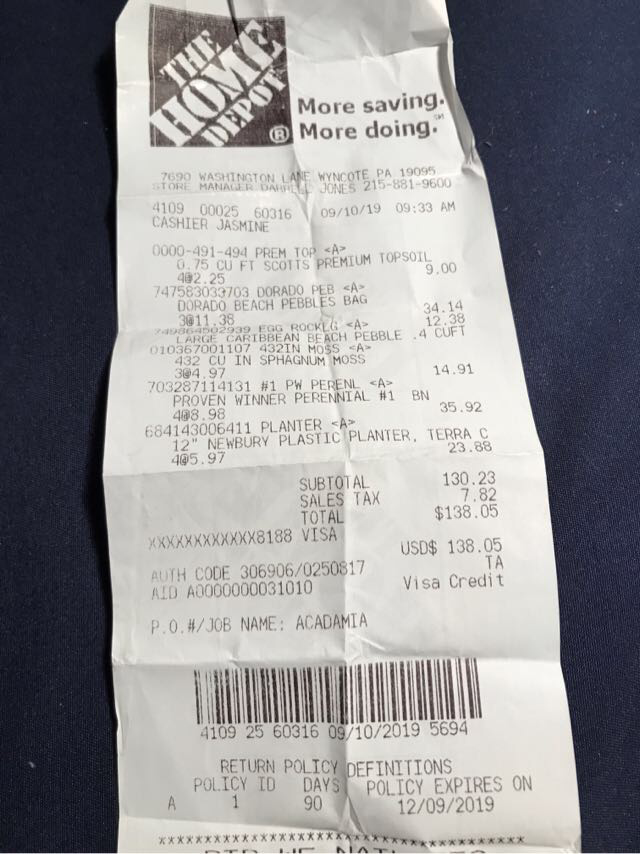 THE
HOME
DEPOT®
More saving.
More doing.℠
7690 WASHINGTON LANE WYNCOTE PA 19095
STORE MANAGER DARRELL JONES 215-881-9600
4109 00025 60316 09/10/19 09:33 AM
CASHIER JASMINE
0000-491-494 PREM TOP <A>
0.75 CU FT SCOTTS PREMIUM TOPSOIL
4@2.25 9.00
747583033703 DORADO PEB <A>
DORADO BEACH PEBBLES BAG
3@11.38 34.14
749864502939 EGG ROCKLG <A> 12.38
LARGE CARIBBEAN BEACH PEBBLE .4 CUFT
010367001107 432IN MOSS <A>
432 CU IN SPHAGNUM MOSS
3@4.97 14.91
703287114131 #1 PW PERENL <A>
PROVEN WINNER PERENNIAL #1 BN
4@8.98 35.92
684143006411 PLANTER <A>
12" NEWBURY PLASTIC PLANTER, TERRA C
4@5.97 23.88
SUBTOTAL 130.23
SALES TAX 7.82
TOTAL $138.05
XXXXXXXXXXXX8188 VISA
USD$ 138.05
AUTH CODE 306906/0250817 TA
AID A0000000031010 Visa Credit
P.O.#/JOB NAME: ACADAMIA
4109 25 60316 09/10/2019 5694
RETURN POLICY DEFINITIONS
POLICY ID DAYS POLICY EXPIRES ON
A 1 90 12/09/2019